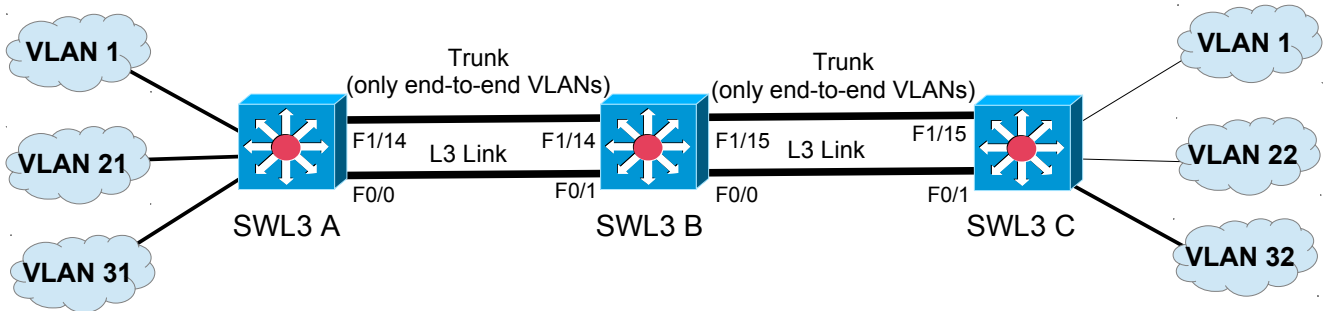 VLAN 1
VLAN 21
VLAN 31
Trunk
(only end-to-end VLANs)
F1/14
F1/14
L3 Link
F0/0
F0/1
Trunk
(only end-to-end VLANs)
F1/15
F1/15
L3 Link
F0/0
F0/1
SWL3 A
SWL3 B
SWL3 C
VLAN 1
VLAN 22
VLAN 32